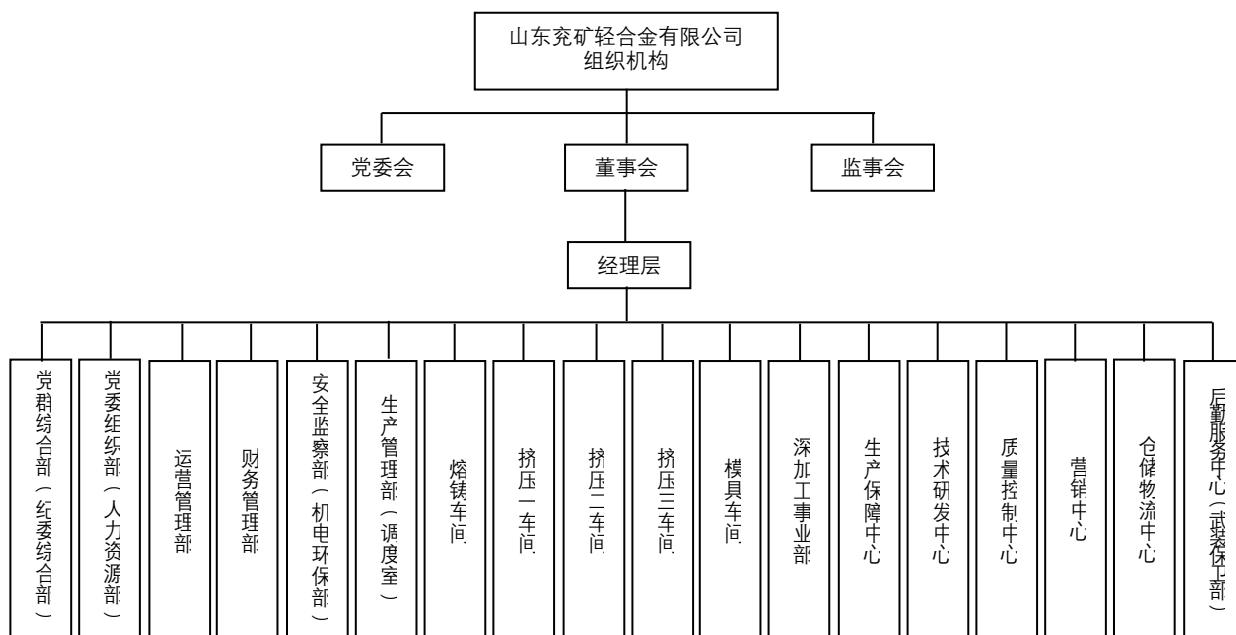 山东兖矿轻合金有限公司
组织机构
党委会
董事会
监事会
经理层
党群综合部（纪委综合部）
党委组织部（人力资源部）
运营管理部
财务管理部
安全监察部（机电环保部）
生产管理部（调度室）
熔铸车间
挤压一车间
挤压二车间
挤压三车间
模具车间
深加工事业部
生产保障中心
技术研发中心
质量控制中心
营销中心
仓储物流中心
后勤服务中心（武装保卫部）